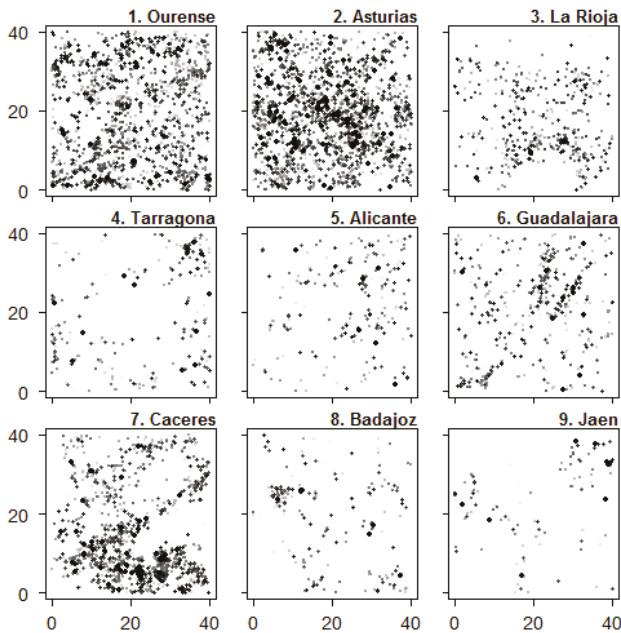 1. Ourense 2. Asturias 3. La Rioja
40
20
0
4. Tarragona 5. Alicante 6. Guadalajara
40
20
0
7. Caceres 8. Badajoz 9. Jaen
40
20
0
0 20 40 0 20 40 0 20 40